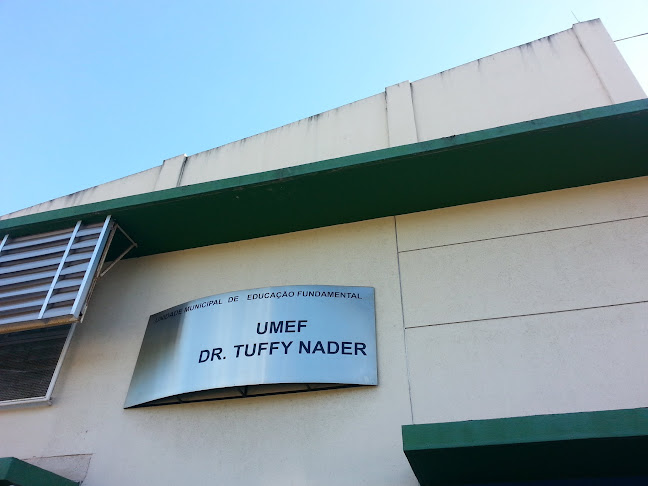 UNIDADE MUNICIPAL DE EDUCAÇÃO FUNDAMENTAL
UMEF
DR. TUFFY NADER